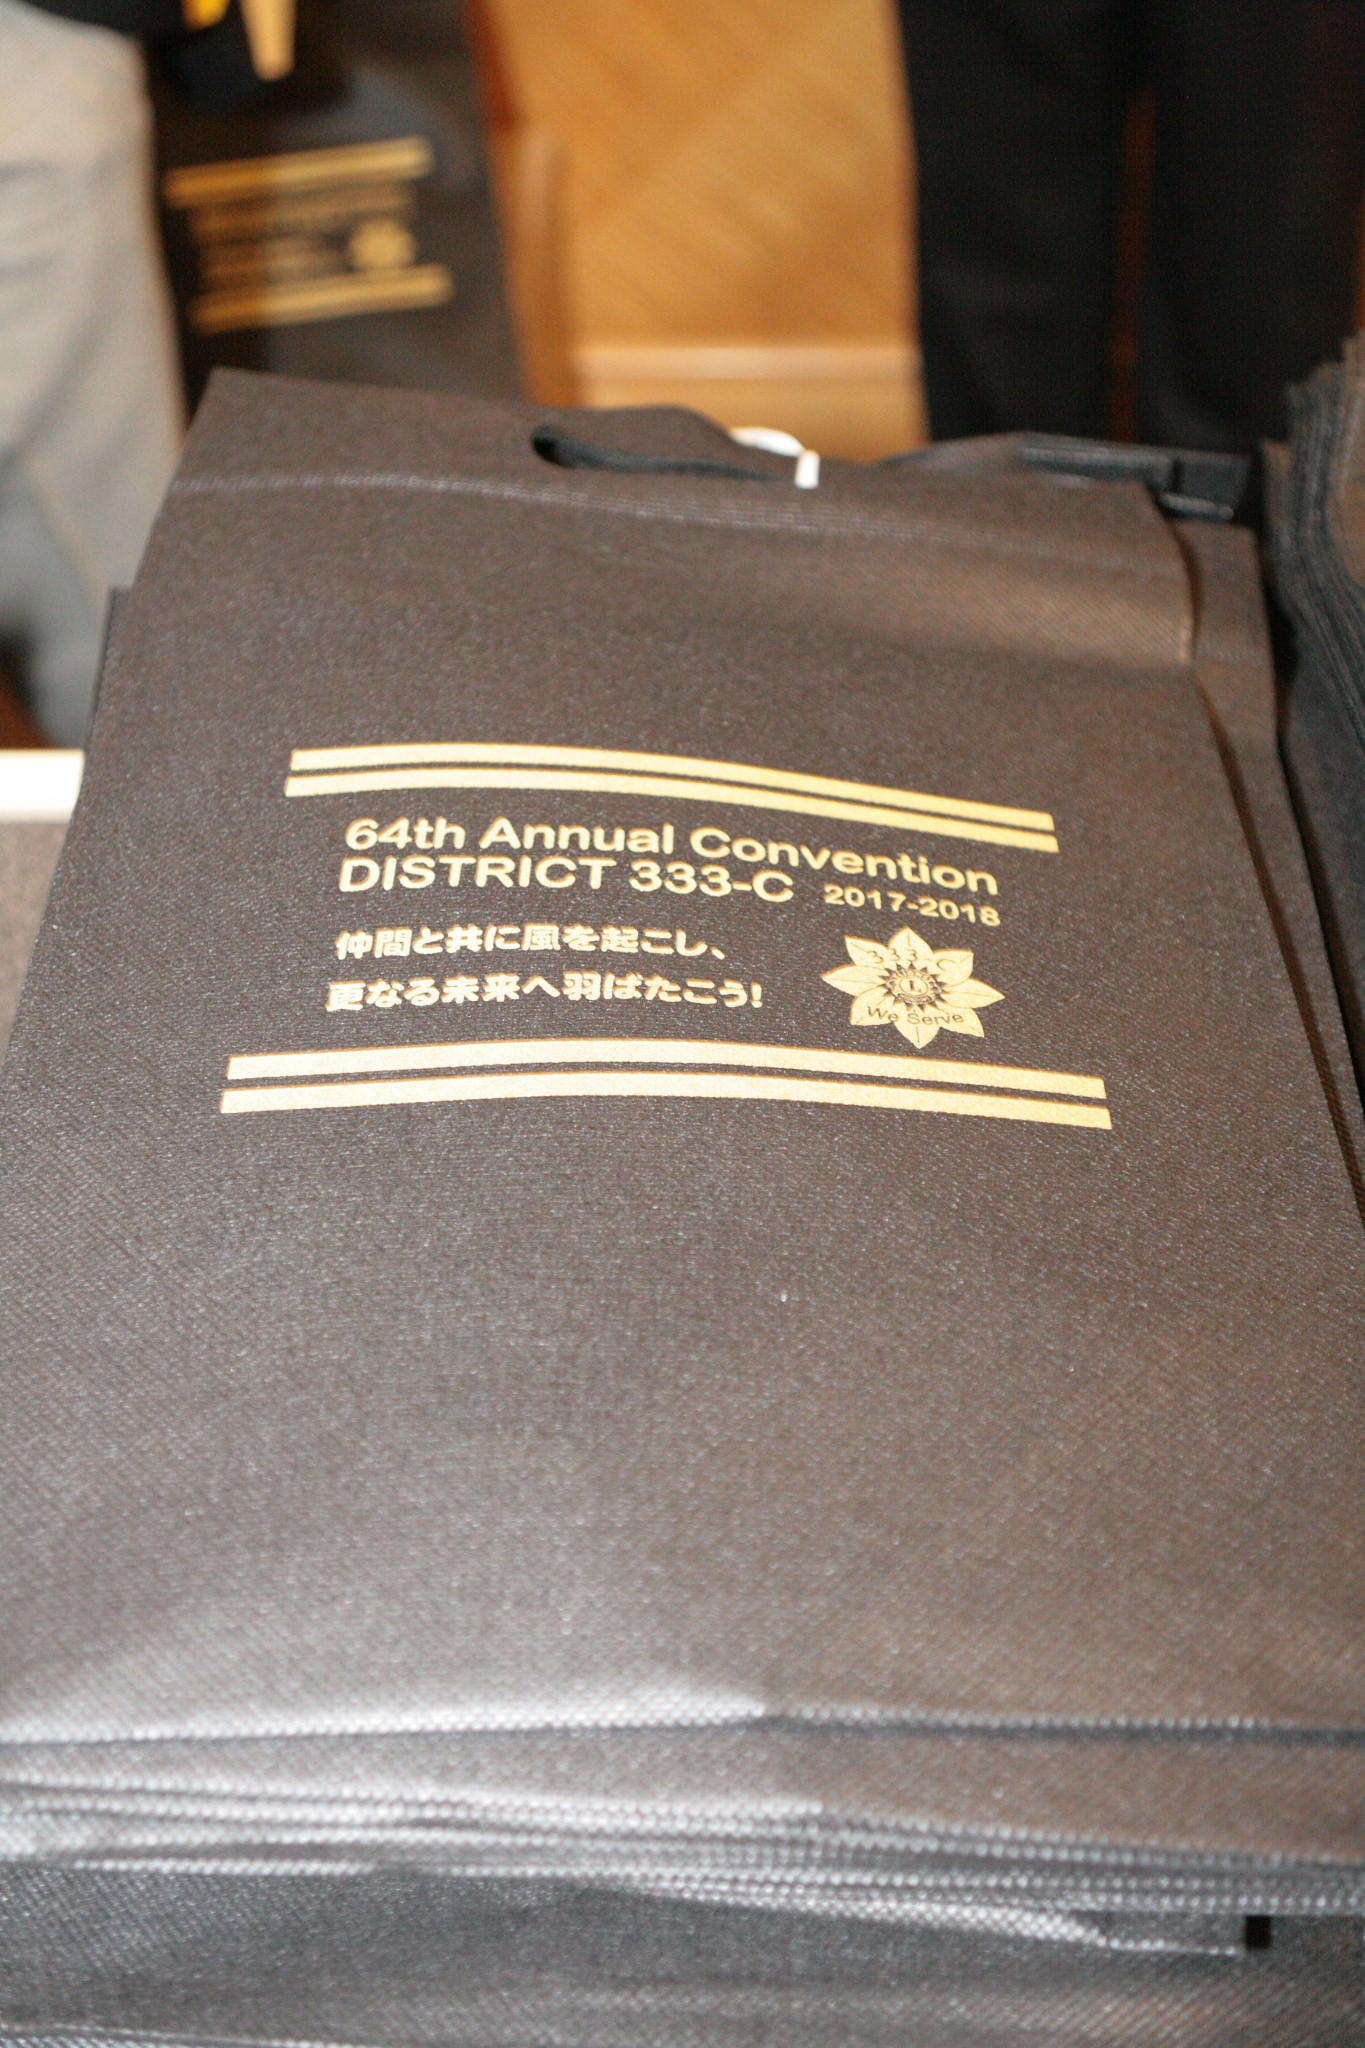 64th Annual Convention
DISTRICT 333-C 2017-2018
仲間と共に風を起こし、
更なる未来へ羽ばたこう!
333-C
We Serve